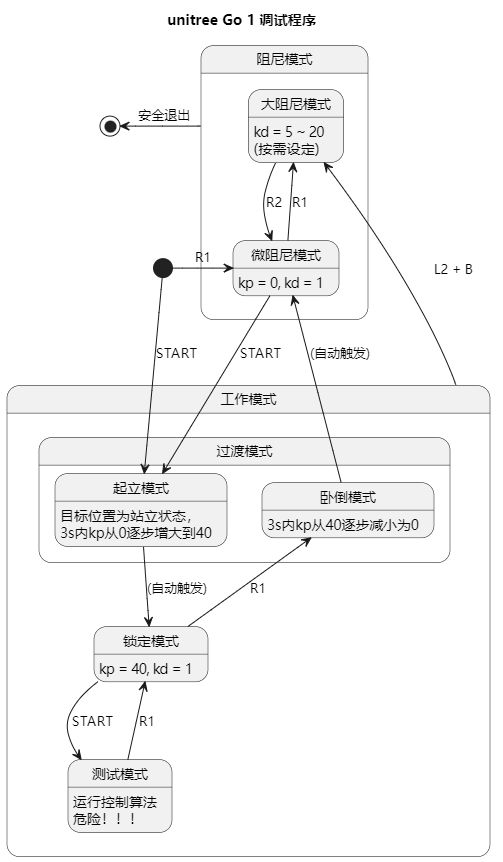 unitree Go 1 调试程序
阻尼模式
大阻尼模式
kd = 5 ~ 20
(按需设定)
安全退出
R2
R1
R1
微阻尼模式
kp = 0, kd = 1
L2 + B
START
START
(自动触发)
工作模式
过渡模式
起立模式
目标位置为站立状态，
3s内kp从0逐步增大到40
卧倒模式
3s内kp从40逐步减小为0
(自动触发)
R1
锁定模式
kp = 40, kd = 1
START
R1
测试模式
运行控制算法
危险！！！